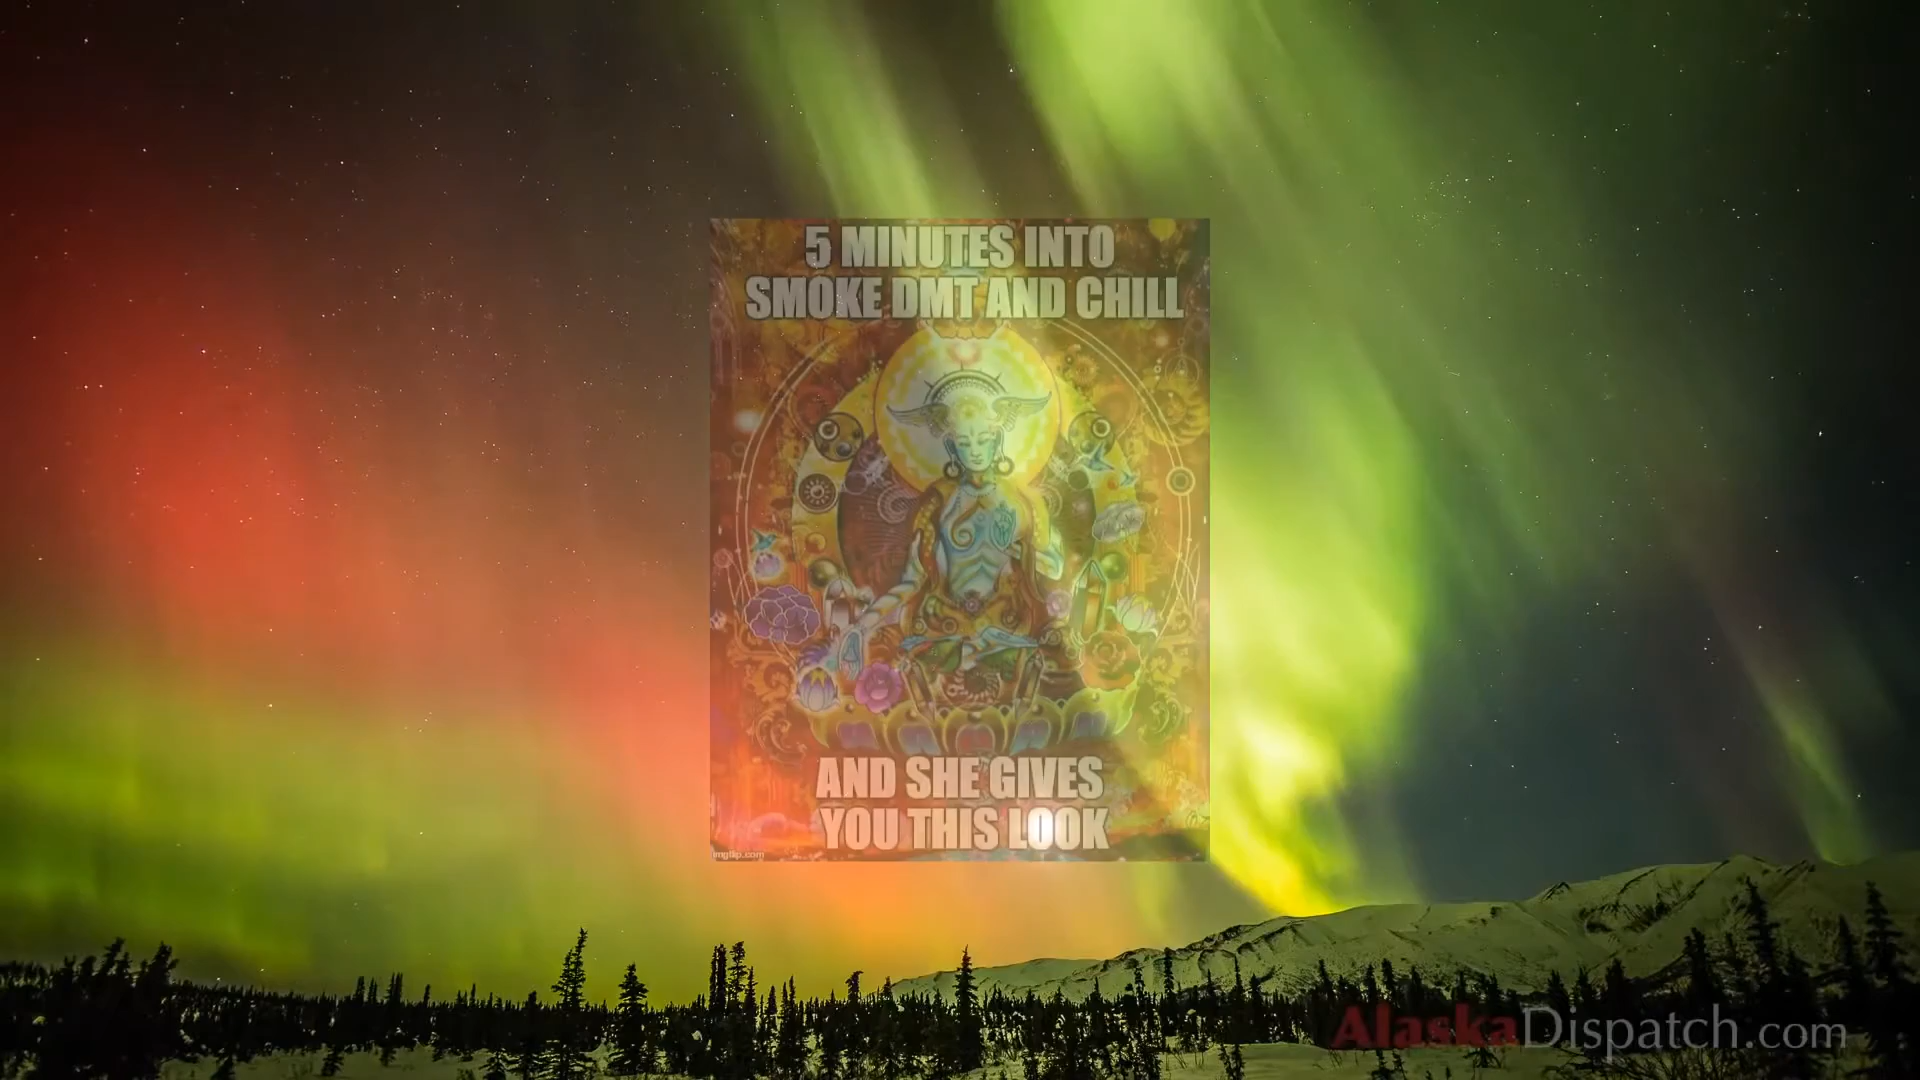 5 MINUTES INTO
SMOKE DMT AND CHILL
AND SHE GIVES
YOU THIS LOOK
imgflip.com
AlaskaDispatch.com